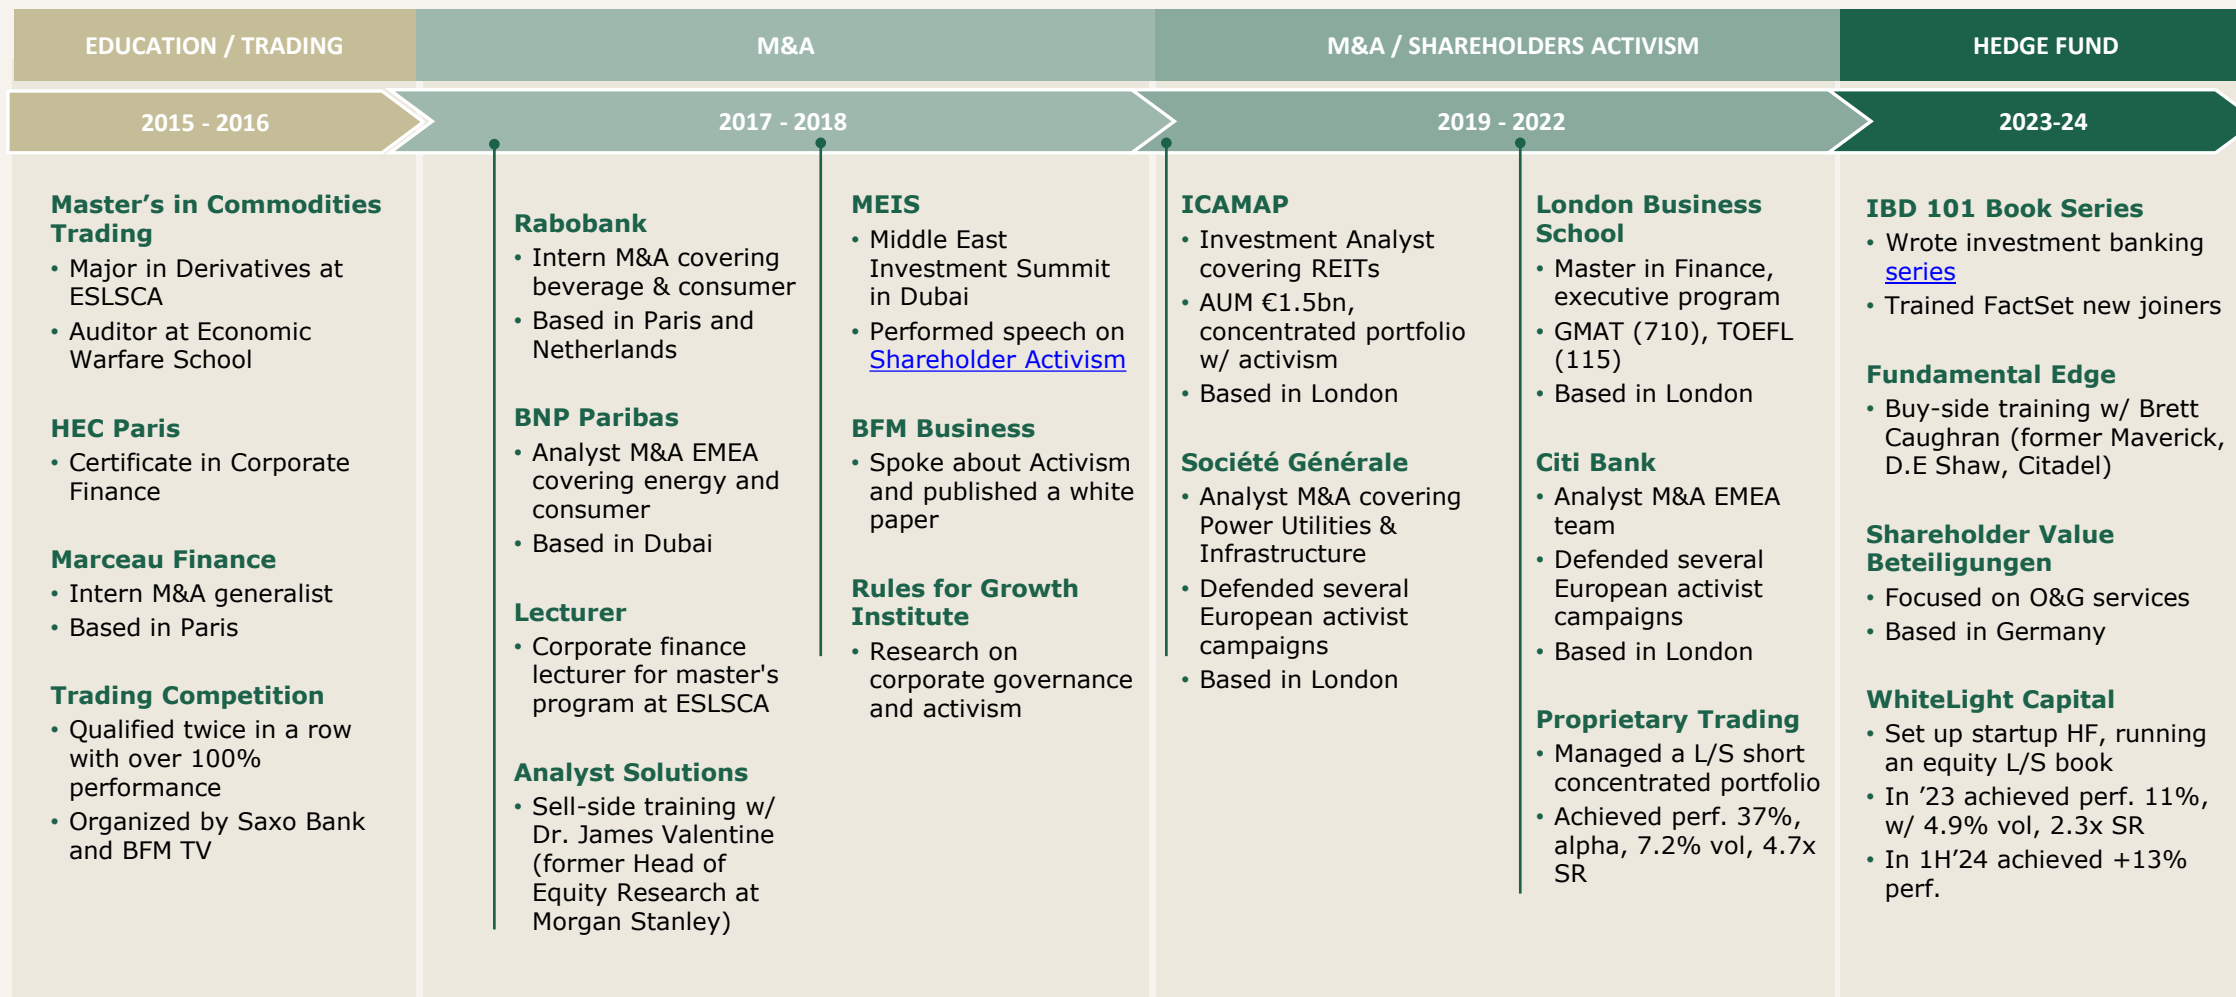 EDUCATION / TRADING
M&A
M&A / SHAREHOLDERS ACTIVISM
HEDGE FUND
2015 - 2016
2017 - 2018
2019 - 2022
2023-24
Master’s in Commodities
Trading
• Major in Derivatives at
ESLSCA
• Auditor at Economic
Warfare School
HEC Paris
• Certificate in Corporate
Finance
Marceau Finance
• Intern M&A generalist
• Based in Paris
Trading Competition
• Qualified twice in a row
with over 100%
performance
• Organized by Saxo Bank
and BFM TV
Rabobank
• Intern M&A covering
beverage & consumer
• Based in Paris and
Netherlands
BNP Paribas
• Analyst M&A EMEA
covering energy and
consumer
• Based in Dubai
Lecturer
• Corporate finance
lecturer for master's
program at ESLSCA
Analyst Solutions
• Sell-side training w/
Dr. James Valentine
(former Head of
Equity Research at
Morgan Stanley)
MEIS
• Middle East
Investment Summit
in Dubai
• Performed speech on
Shareholder Activism
BFM Business
• Spoke about Activism
and published a white
paper
Rules for Growth
Institute
• Research on
corporate governance
and activism
ICAMAP
• Investment Analyst
covering REITs
• AUM €1.5bn,
concentrated portfolio
w/ activism
• Based in London
Société Générale
• Analyst M&A covering
Power Utilities &
Infrastructure
• Defended several
European activist
campaigns
• Based in London
London Business
School
• Master in Finance,
executive program
• GMAT (710), TOEFL
(115)
• Based in London
Citi Bank
• Analyst M&A EMEA
team
• Defended several
European activist
campaigns
• Based in London
Proprietary Trading
• Managed a L/S short
concentrated portfolio
• Achieved perf. 37%,
alpha, 7.2% vol, 4.7x
SR
IBD 101 Book Series
• Wrote investment banking
series
• Trained FactSet new joiners
Fundamental Edge
• Buy-side training w/ Brett
Caughran (former Maverick,
D.E Shaw, Citadel)
Shareholder Value
Beteiligungen
• Focused on O&G services
• Based in Germany
WhiteLight Capital
• Set up startup HF, running
an equity L/S book
• In ’23 achieved perf. 11%,
w/ 4.9% vol, 2.3x SR
• In 1H’24 achieved +13%
perf.